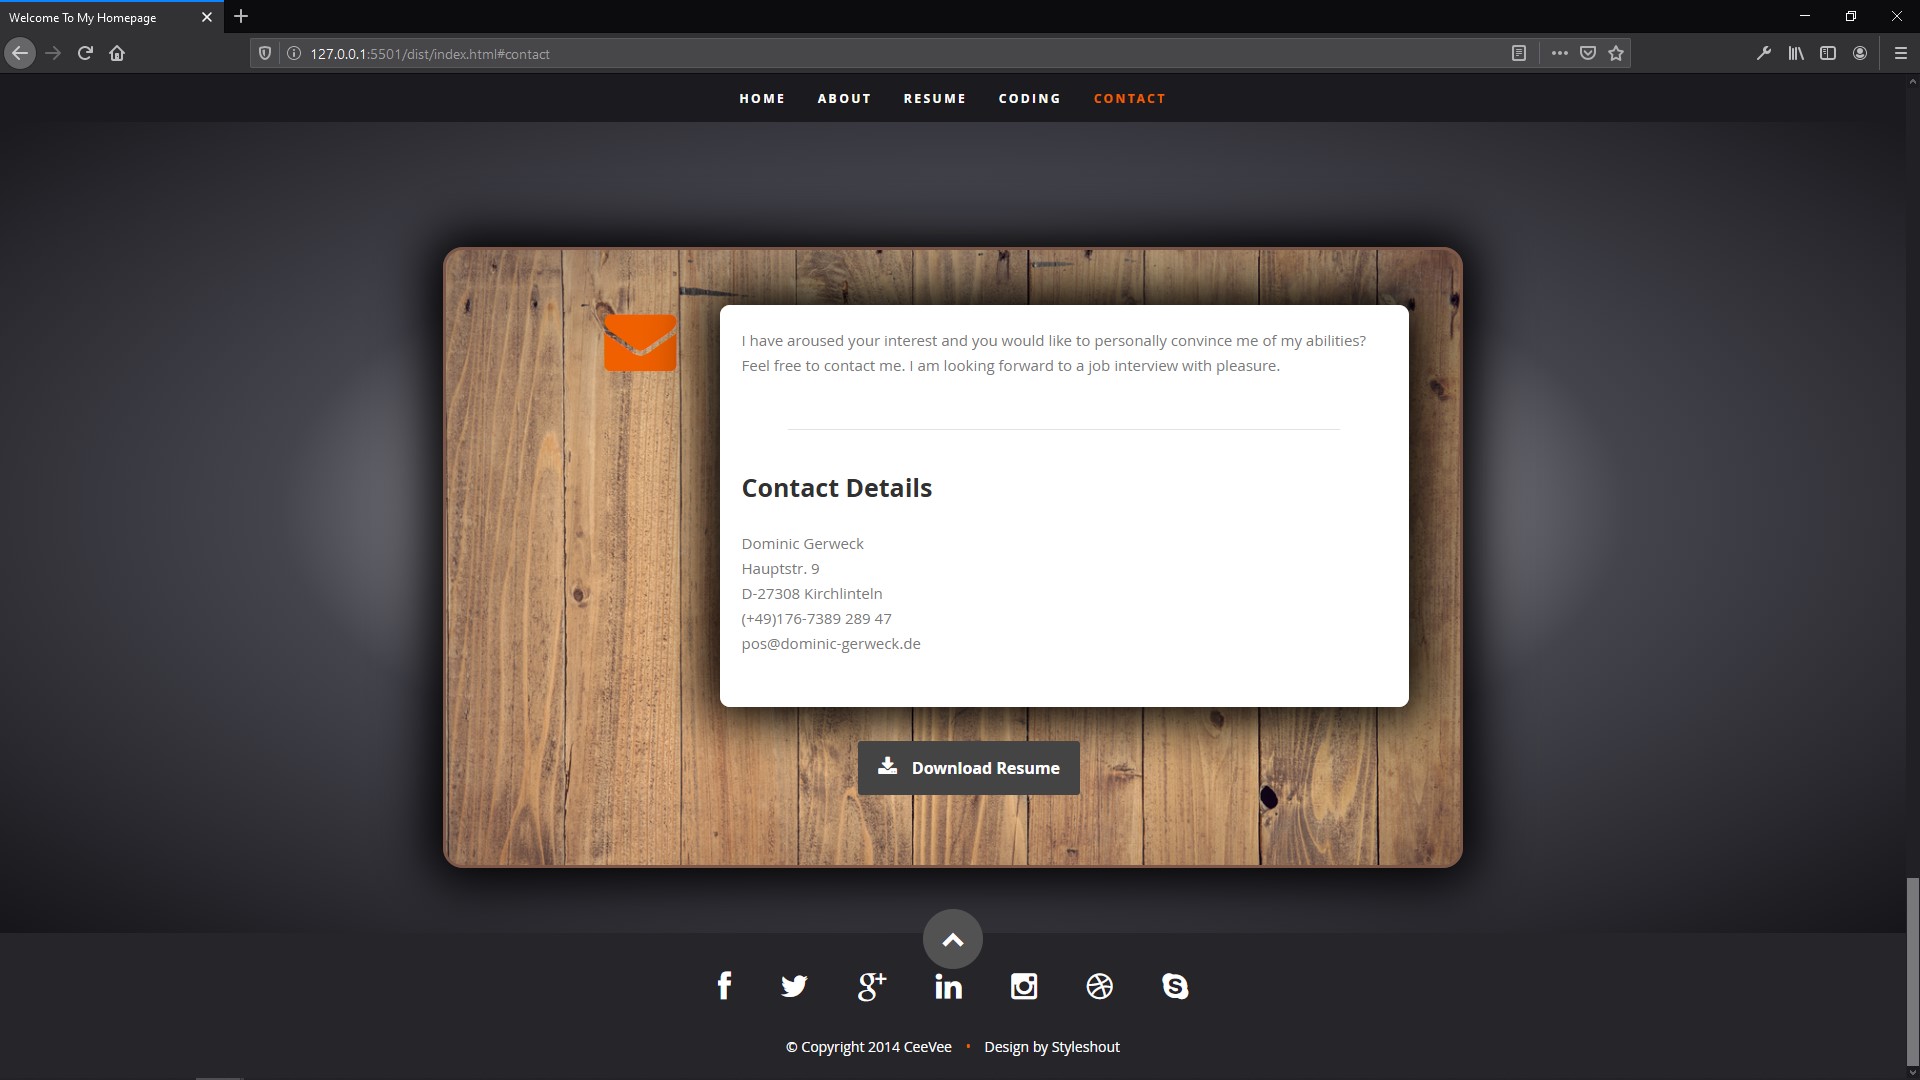 Welcome To My Homepage
127.0.0.1:5501/dist/index.html#contact
HOME ABOUT RESUME CODING CONTACT
I have aroused your interest and you would like to personally convince me of my abilities?
Feel free to contact me. I am looking forward to a job interview with pleasure.
Contact Details
Dominic Gerweck
Hauptstr. 9
D-27308 Kirchlinteln
(+49)176-7389 289 47
pos@dominic-gerweck.de
Download Resume
© Copyright 2014 CeeVee • Design by Styleshout